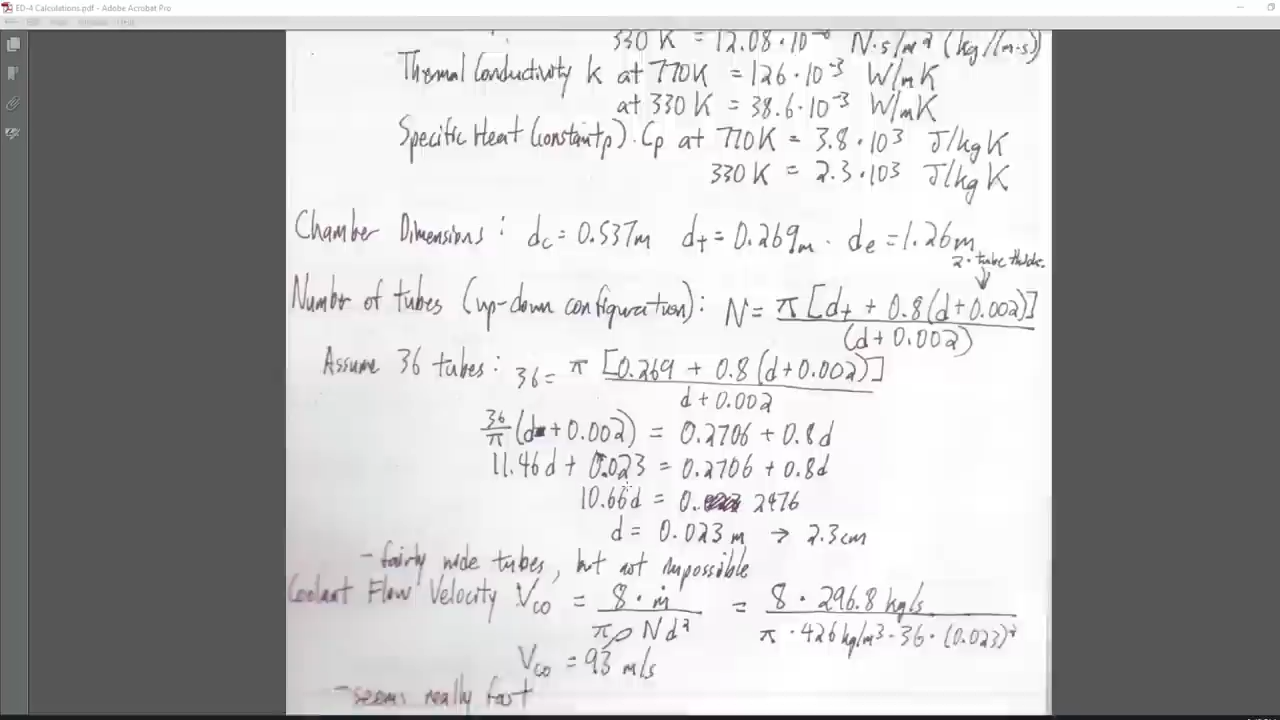 ED-4 Calculations.pdf - Adobe Acrobat Pro
330 K = 12.08·10⁻⁶ N·s/m² (kg/(m·s))
Thermal Conductivity k at 770K = 126·10⁻³ W/mK
at 330 K = 38.6·10⁻³ W/mK
Specific Heat (constant p). Cp at 770K = 3.8·10³ J/kg K
330 K = 2.3·10³ J/kg K
Chamber Dimensions: dc = 0.537m dt = 0.269m. de = 1.26m
2·tube thick.
Number of tubes (up-down configuration): N = π[dt + 0.8(d+0.002)] / (d+0.002)
Assume 36 tubes: 36 = π [0.269 + 0.8(d+0.002)] / d+0.002
36/π (d + 0.002) = 0.2706 + 0.8d
11.46d + 0.023 = 0.2706 + 0.8d
10.66d = 0.2476
d = 0.023 m → 2.3cm
- fairly wide tubes, but not impossible
Coolant Flow Velocity Vco = 8·ṁ / πρNd² = 8·296.8 kg/s / π·426 kg/m³·36·(0.023)²
Vco = 93 m/s
- seems really fast